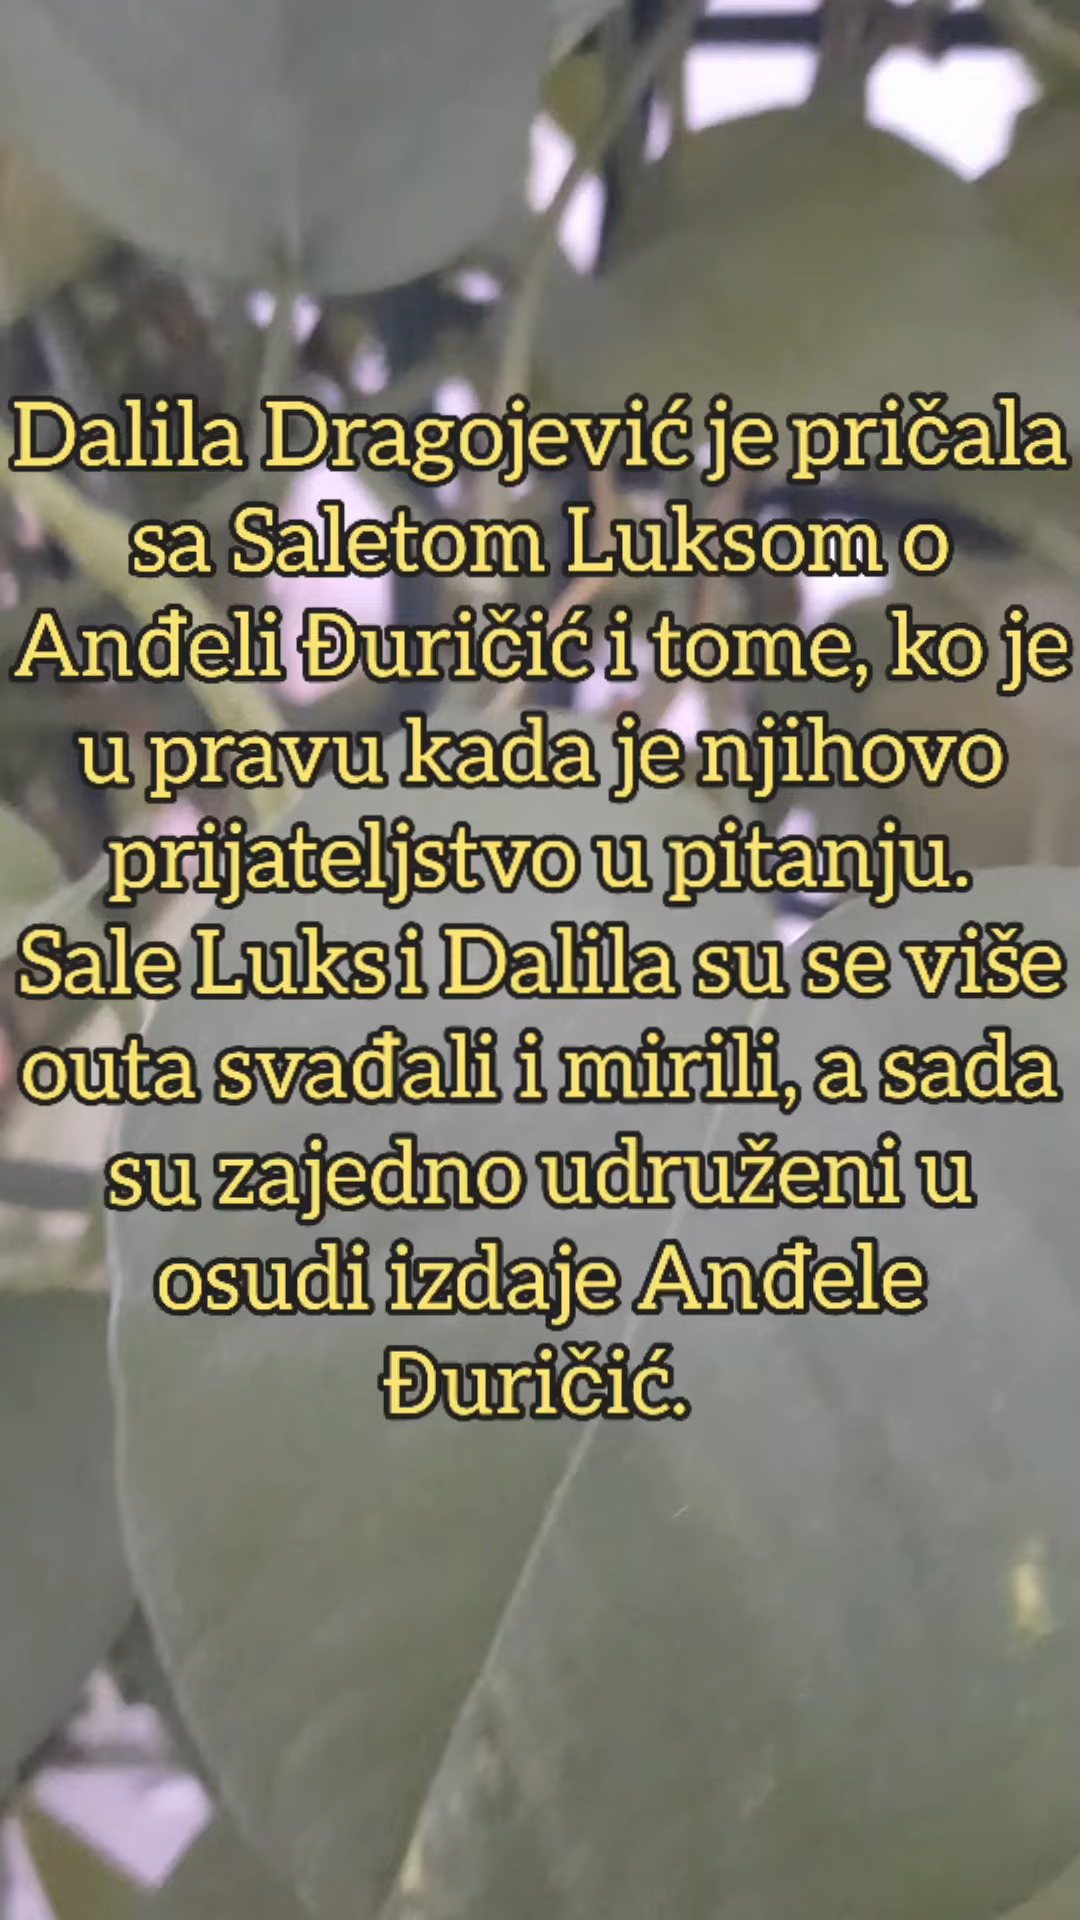 Dalila Dragojević je pričala
sa Saletom Luksom o
Anđeli Đuričić i tome, ko je
u pravu kada je njihovo
prijateljstvo u pitanju.
Sale Luks i Dalila su se više
outa svađali i mirili, a sada
su zajedno udruženi u
osudi izdaje Anđele
Đuričić.